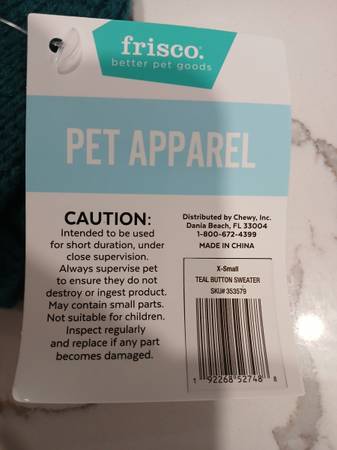 frisco.
better pet goods
PET APPAREL
CAUTION:
Intended to be used
for short duration, under
close supervision.
Always supervise pet
to ensure they do not
destroy or ingest product.
May contain small parts.
Not suitable for children.
Inspect regularly
and replace if any part
becomes damaged.
Distributed by Chewy, Inc.
Dania Beach, FL 33004
1-800-672-4399
MADE IN CHINA
X-Small
TEAL BUTTON SWEATER
SKU# 353579
1 92268 52748 8